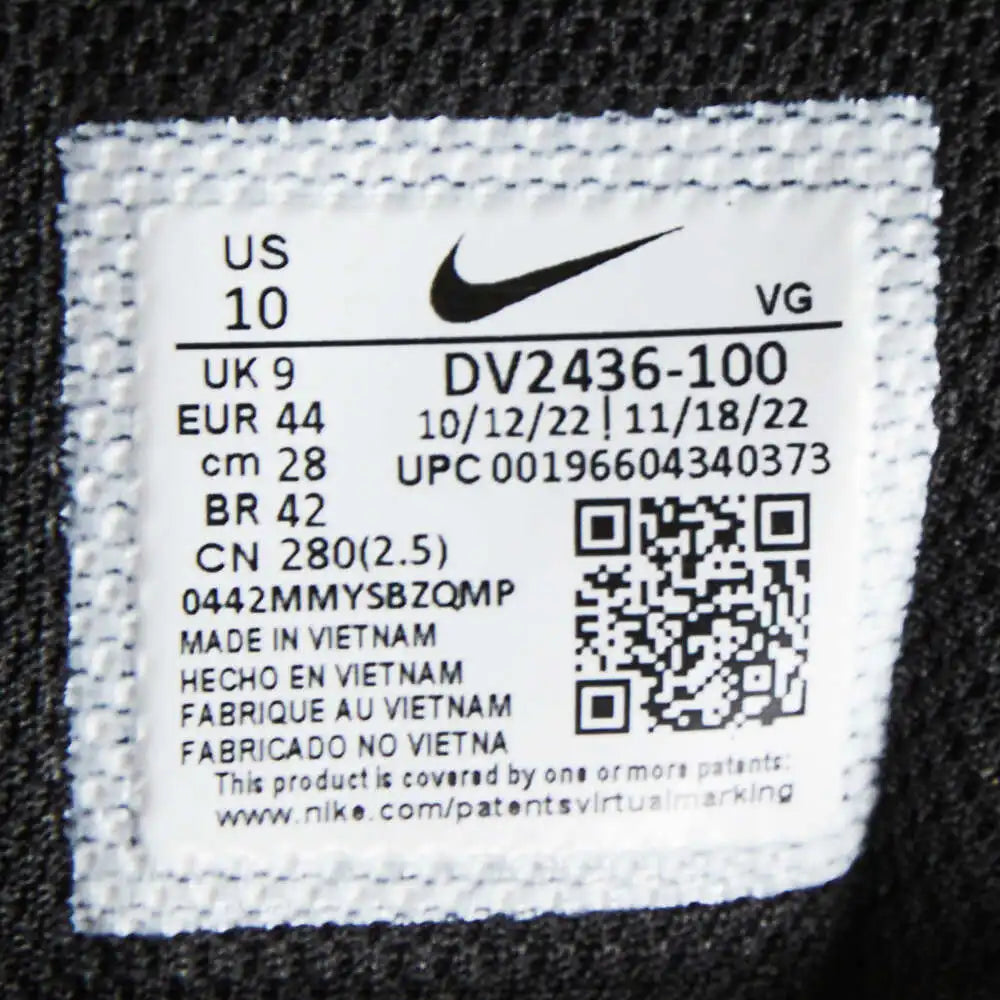 US
10
VG
UK 9
EUR 44
cm 28
BR 42
CN 280(2.5)
DV2436-100
10/12/22 | 11/18/22
UPC 00196604340373
0442MMYSBZQMP
MADE IN VIETNAM
HECHO EN VIETNAM
FABRIQUE AU VIETNAM
FABRICADO NO VIETNA
This product is covered by one or more patents:
www.nike.com/patentsvirtualmarking